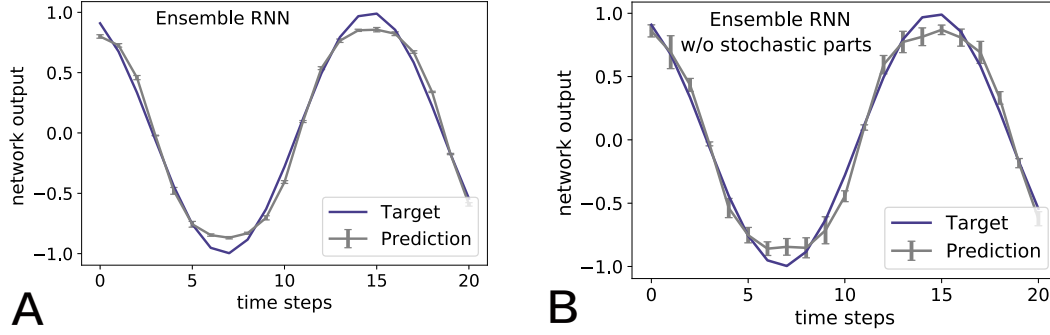 Ensemble RNN
network output
1.0
0.5
0.0
−0.5
−1.0
Target
Prediction
0 5 10 15 20
time steps
A
Ensemble RNN
w/o stochastic parts
network output
1.0
0.5
0.0
−0.5
−1.0
Target
Prediction
0 5 10 15 20
time steps
B